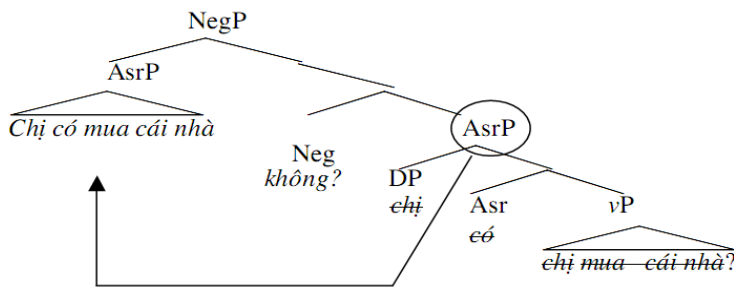 NegP
AsrP
Chị có mua cái nhà
AsrP
Neg
không?
DP
chị
Asr
có
vP
chị mua cái nhà?